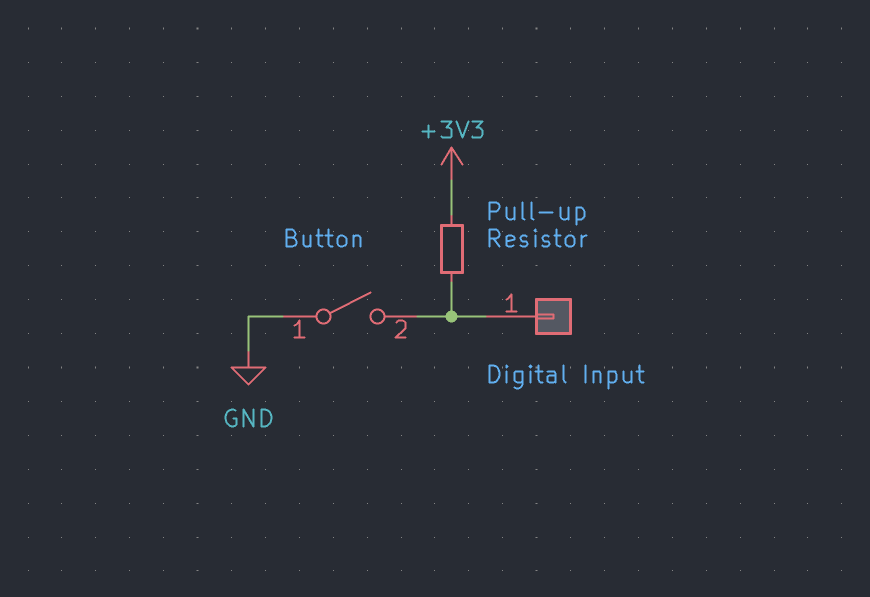 +3V3
Pull-up
Resistor
Button
1
2
1
Digital Input
GND